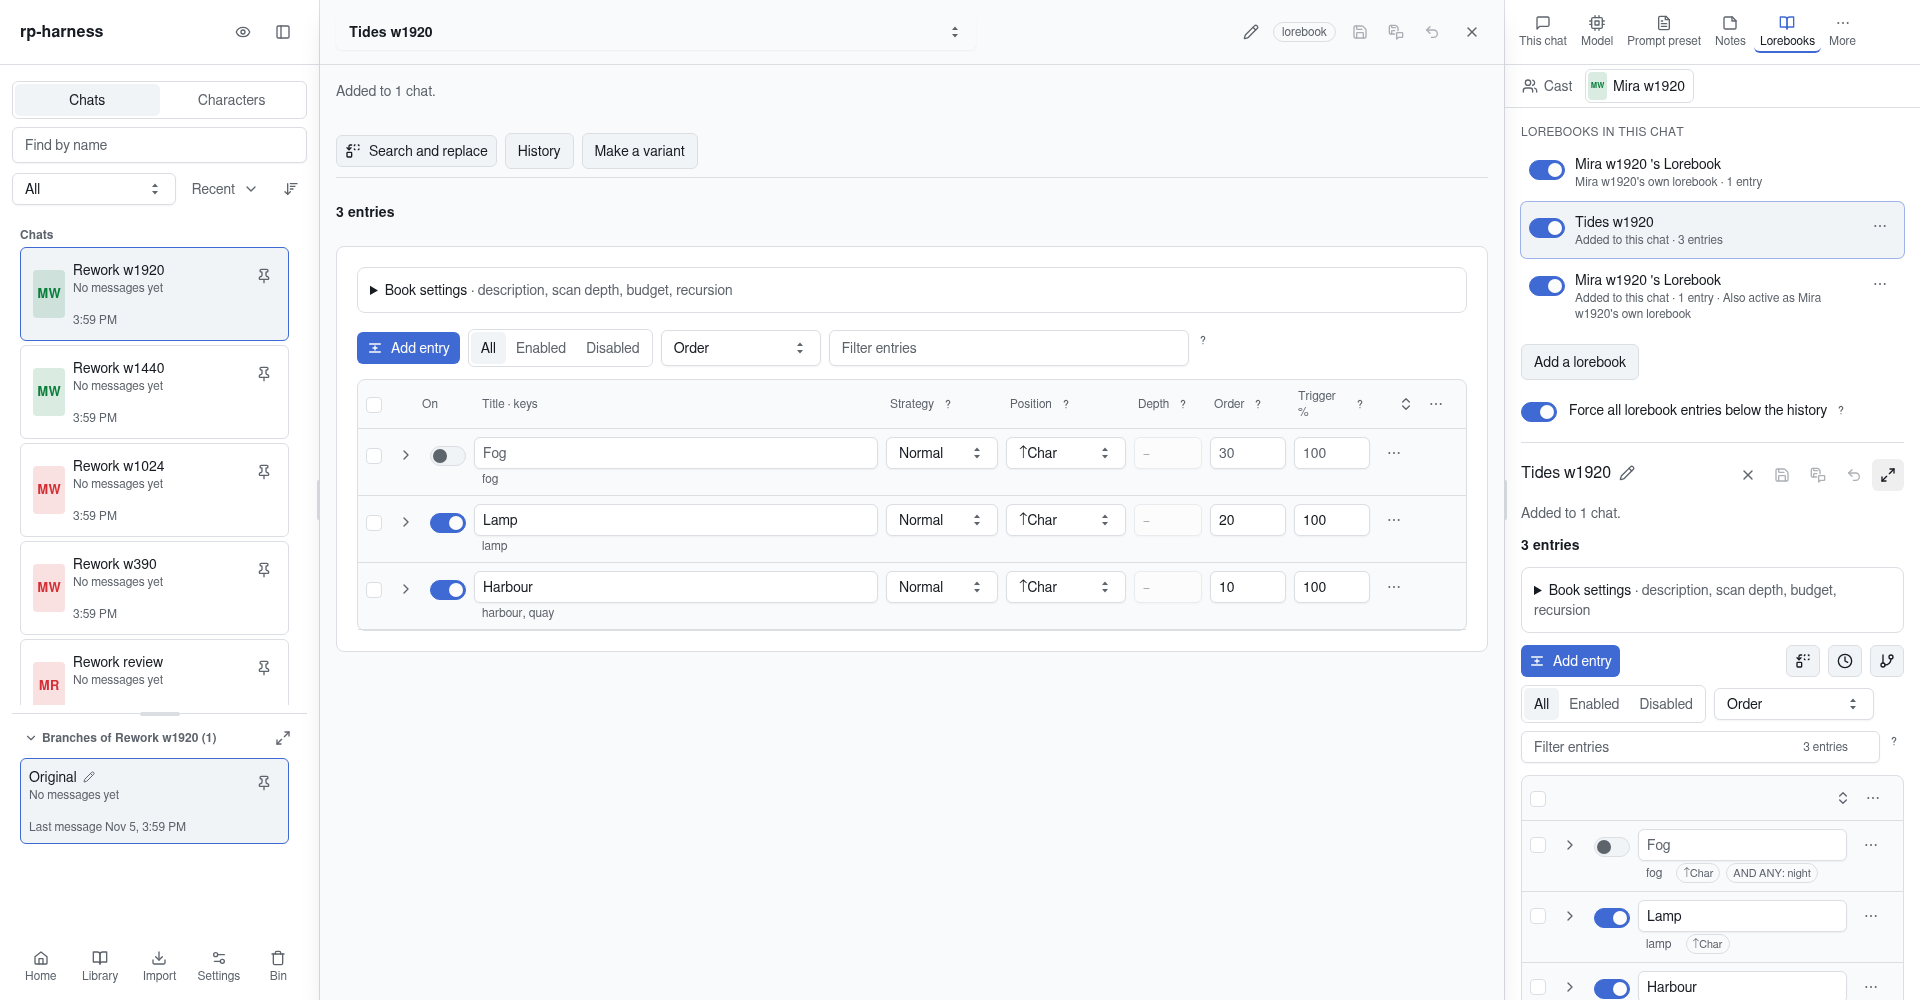 rp-harness
Chats
Characters
Find by name
All
Recent
Chats
MW
Rework w1920
No messages yet
3:59 PM
MW
Rework w1440
No messages yet
3:59 PM
MW
Rework w1024
No messages yet
3:59 PM
MW
Rework w390
No messages yet
3:59 PM
MR
Rework review
No messages yet
Branches of Rework w1920 (1)
Original
No messages yet
Last message Nov 5, 3:59 PM
Home
Library
Import
Settings
Bin
Tides w1920
lorebook
Added to 1 chat.
Search and replace
History
Make a variant
3 entries
Book settings · description, scan depth, budget, recursion
Add entry
All
Enabled
Disabled
Order
Filter entries
?
On
Title · keys
Strategy ?
Position ?
Depth ?
Order ?
Trigger
%
?
Fog
Normal
↑Char
–
30
100
fog
Lamp
Normal
↑Char
–
20
100
lamp
Harbour
Normal
↑Char
–
10
100
harbour, quay
This chat
Model
Prompt preset
Notes
Lorebooks
More
Cast
MW
Mira w1920
LOREBOOKS IN THIS CHAT
Mira w1920 's Lorebook
Mira w1920's own lorebook · 1 entry
Tides w1920
Added to this chat · 3 entries
Mira w1920 's Lorebook
Added to this chat · 1 entry · Also active as Mira
w1920's own lorebook
Add a lorebook
Force all lorebook entries below the history ?
Tides w1920
Added to 1 chat.
3 entries
Book settings · description, scan depth, budget,
recursion
Add entry
All
Enabled
Disabled
Order
Filter entries
3 entries
?
Fog
fog
↑Char
AND ANY: night
Lamp
lamp
↑Char
Harbour